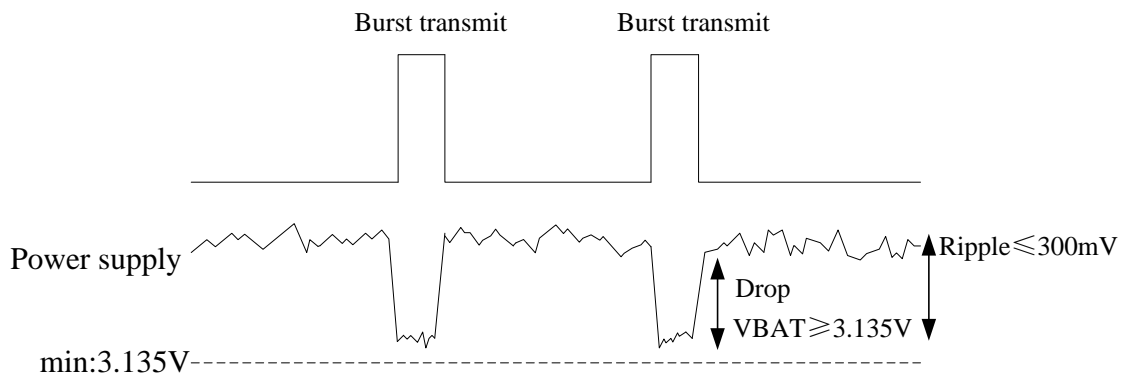 Burst transmit
Burst transmit
Power supply
Ripple≤300mV
Drop
VBAT≥3.135V
min:3.135V